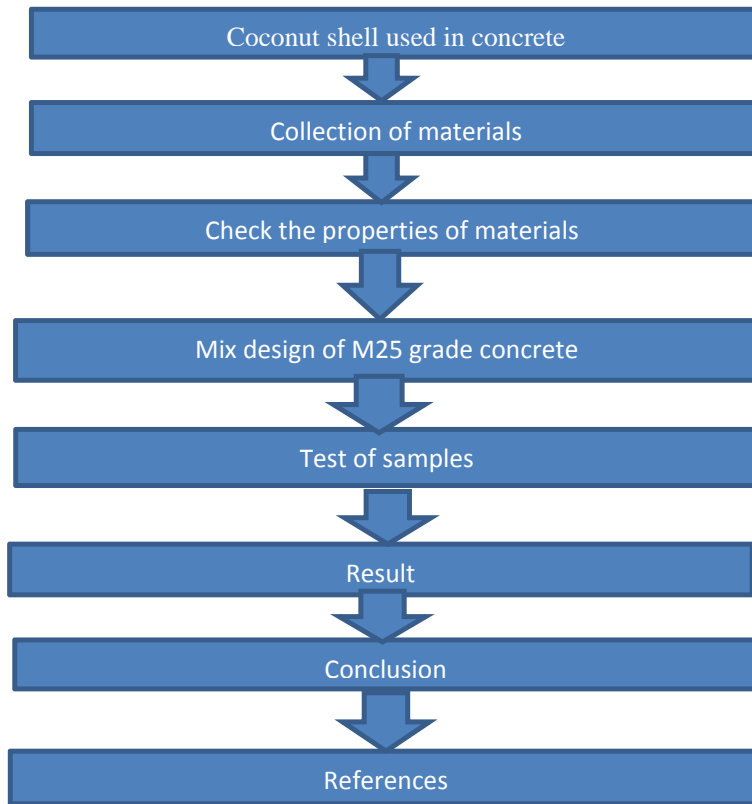 Coconut shell used in concrete
Collection of materials
Check the properties of materials
Mix design of M25 grade concrete
Test of samples
Result
Conclusion
References